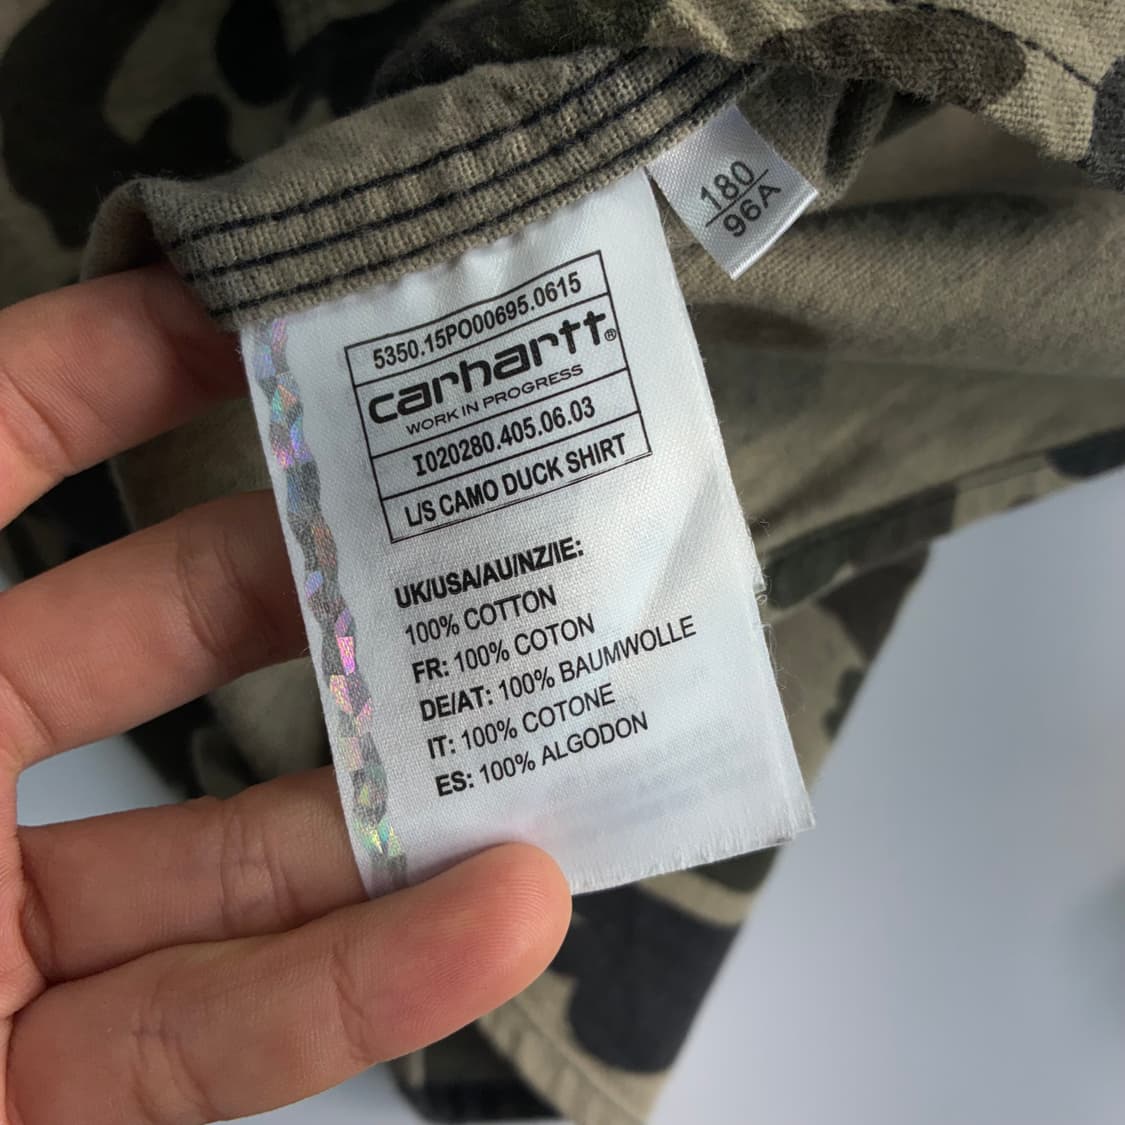 180
96A
5350.15PO00695.0615
carhartt®
WORK IN PROGRESS
I020280.405.06.03
L/S CAMO DUCK SHIRT
UK/USA/AU/NZ/IE:
100% COTTON
FR: 100% COTON
DE/AT: 100% BAUMWOLLE
IT: 100% COTONE
ES: 100% ALGODON